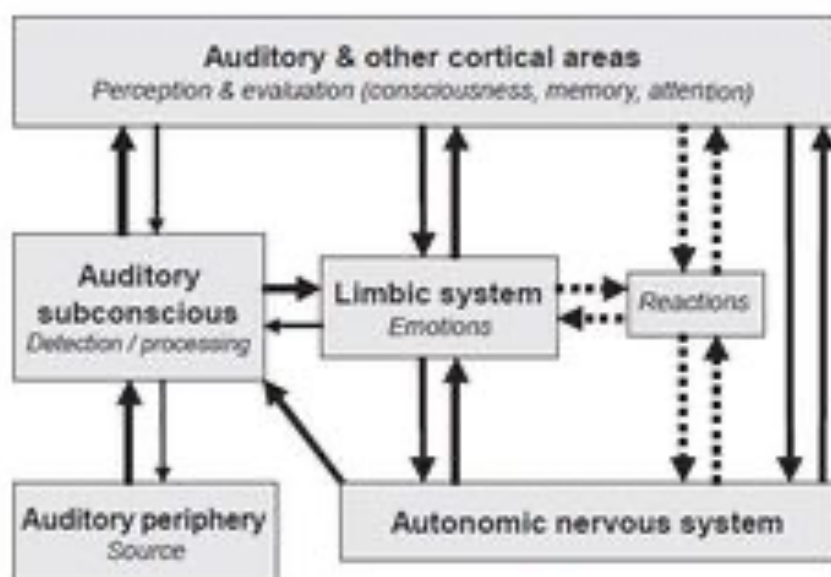 Auditory & other cortical areas
Perception & evaluation (consciousness, memory, attention)
Auditory
subconscious
Detection / processing
Limbic system
Emotions
Reactions
Auditory periphery
Source
Autonomic nervous system